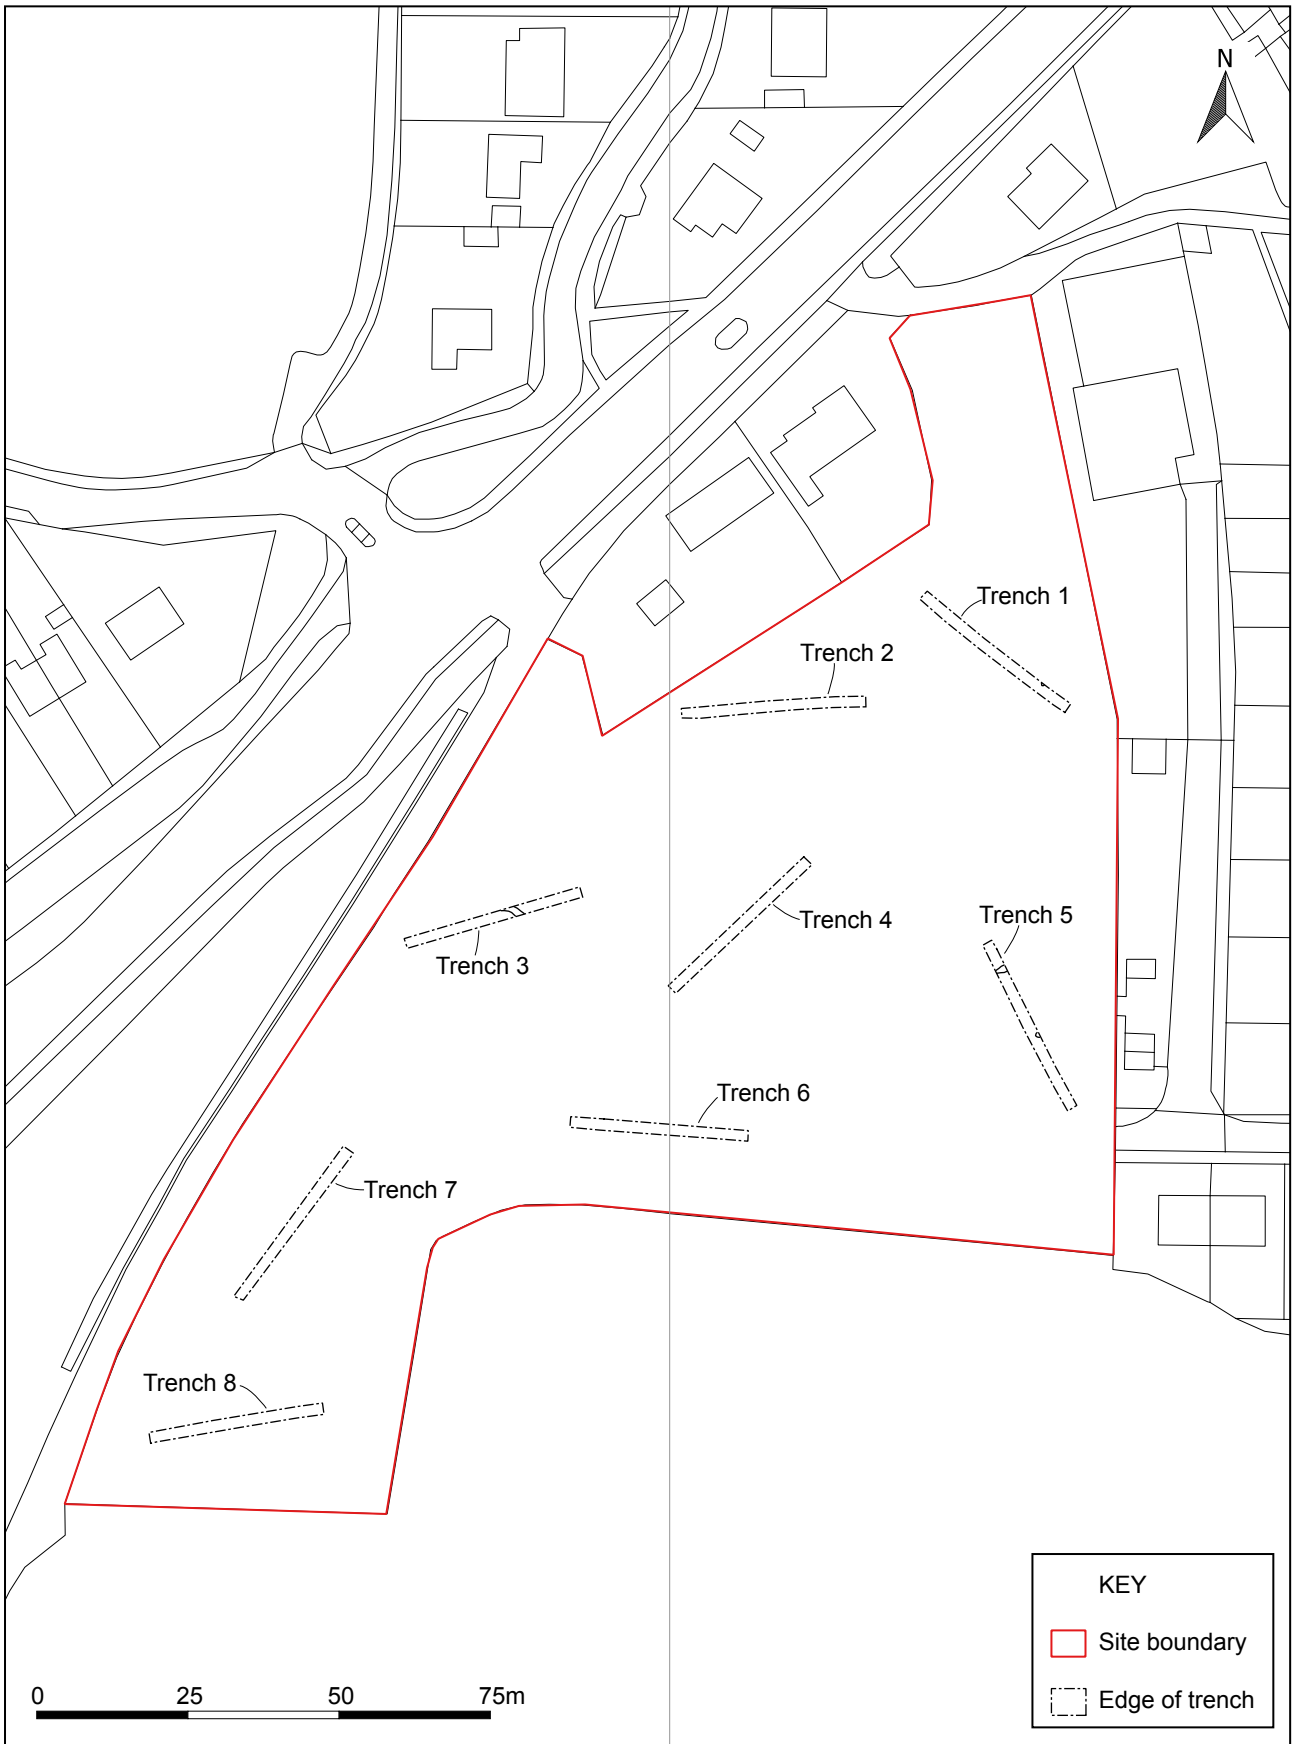 N
Trench 1
Trench 2
Trench 3
Trench 4
Trench 5
Trench 6
Trench 7
Trench 8
KEY
Site boundary
Edge of trench
0 25 50 75m